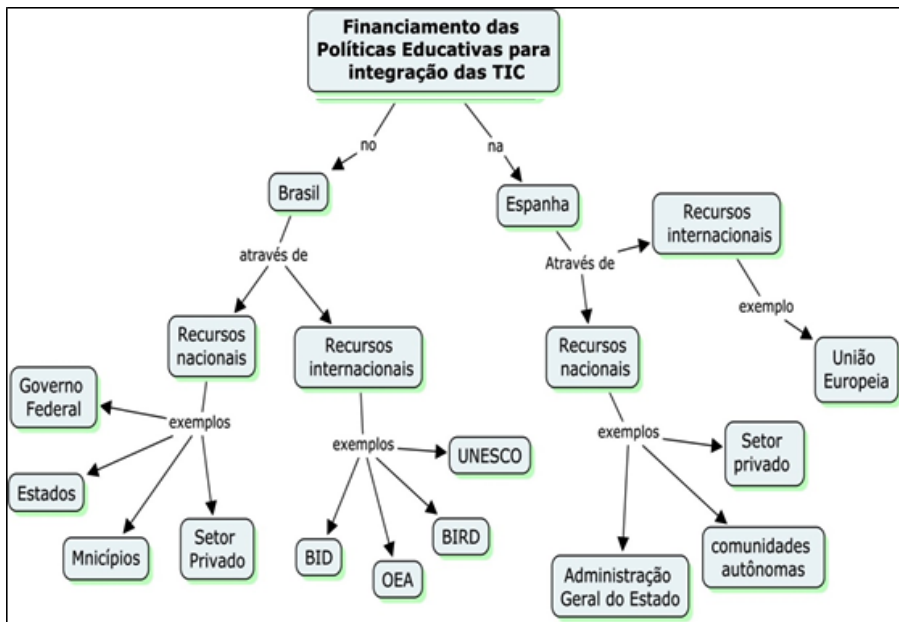 Financiamento das
Políticas Educativas para
integração das TIC
no
na
Brasil
Espanha
Recursos
internacionais
através de
Através de
exemplo
Recursos
nacionais
Recursos
internacionais
Recursos
nacionais
União
Europeia
Governo
Federal
exemplos
exemplos
exemplos
UNESCO
Setor
privado
Estados
Mnicípios
Setor
Privado
BID
OEA
BIRD
Administração
Geral do Estado
comunidades
autônomas